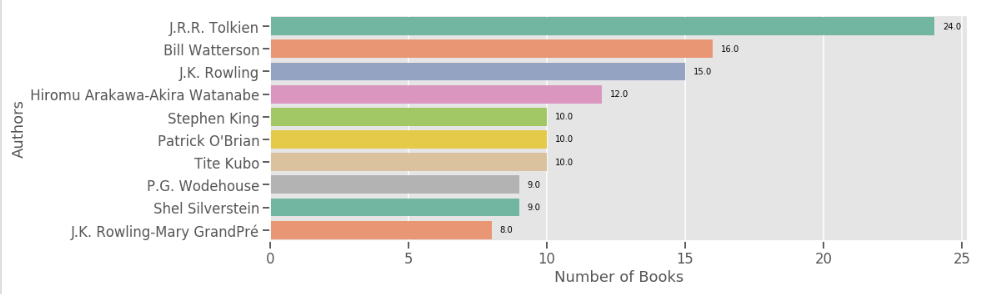 J.R.R. Tolkien 24.0
Bill Watterson 16.0
J.K. Rowling 15.0
Hiromu Arakawa-Akira Watanabe 12.0
Stephen King 10.0
Patrick O'Brian 10.0
Tite Kubo 10.0
P.G. Wodehouse 9.0
Shel Silverstein 9.0
J.K. Rowling-Mary GrandPré 8.0
Authors
0 5 10 15 20 25
Number of Books